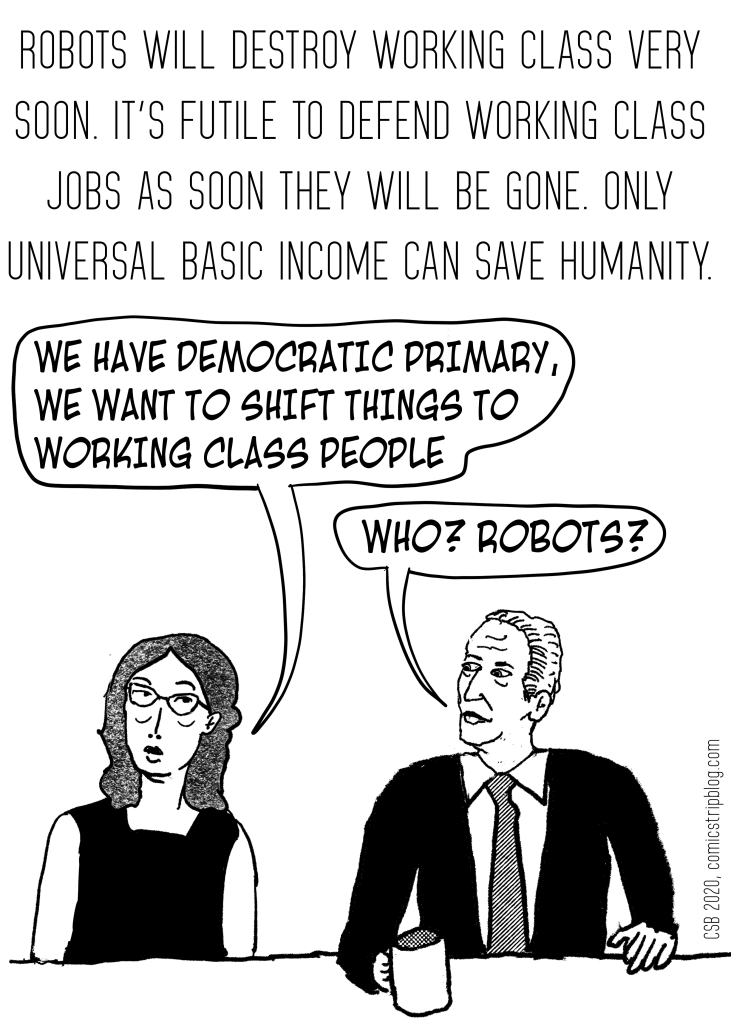 ROBOTS WILL DESTROY WORKING CLASS VERY
SOON. IT'S FUTILE TO DEFEND WORKING CLASS
JOBS AS SOON THEY WILL BE GONE. ONLY
UNIVERSAL BASIC INCOME CAN SAVE HUMANITY.
WE HAVE DEMOCRATIC PRIMARY,
WE WANT TO SHIFT THINGS TO
WORKING CLASS PEOPLE
WHO? ROBOTS?
CSB 2020, comicstripblog.com